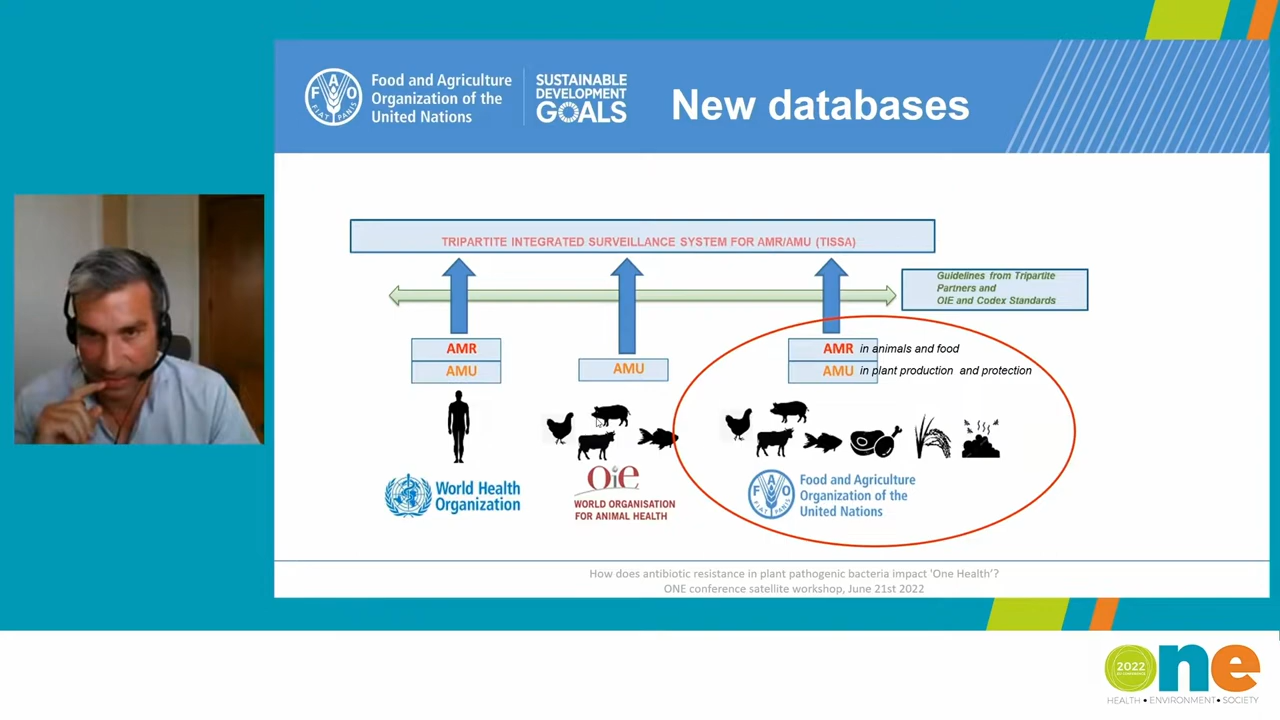 FAO
FIAT PANIS
Food and Agriculture
Organization of the
United Nations
SUSTAINABLE
DEVELOPMENT
GOALS
New databases
TRIPARTITE INTEGRATED SURVEILLANCE SYSTEM FOR AMR/AMU (TISSA)
Guidelines from Tripartite
Partners and
OIE and Codex Standards
AMR
AMU
AMU
AMR in animals and food
AMU in plant production and protection
World Health
Organization
Oie
WORLD ORGANISATION
FOR ANIMAL HEALTH
FAO
Food and Agriculture
Organization of the
United Nations
How does antibiotic resistance in plant pathogenic bacteria impact 'One Health'?
ONE conference satellite workshop, June 21st 2022
2022
one
HEALTH • ENVIRONMENT • SOCIETY